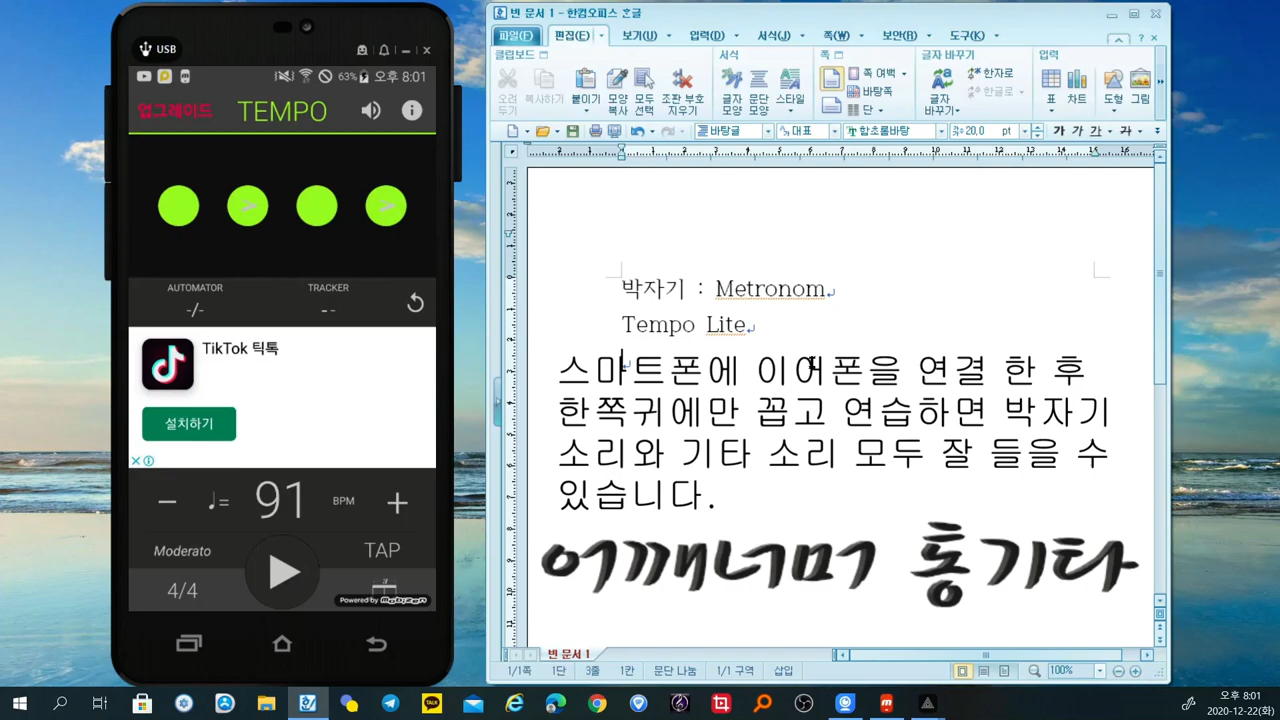 USB
63% 오후 8:01
업그레이드 TEMPO
AUTOMATOR TRACKER
-/- --
TikTok 틱톡
설치하기
♩= 91 BPM
Moderato TAP
4/4
Powered by mobizen
빈 문서 1 - 한컴오피스 한글
파일(F) 편집(E) 보기(U) 입력(D) 서식(J) 쪽(W) 보안(B) 도구(K)
클립보드 서식 쪽 글자 바꾸기 입력
오려 두기 복사하기 붙이기 모양 복사 모두 선택 조판 부호 지우기 글자 모양 문단 모양 스타일 쪽 여백 바탕쪽 단 글자 바꾸기 한자로 한글로 표 차트 도형 그림
바탕글 대표 함초롬바탕 20,0 pt 가 가 가 가
박자기 : Metronom
Tempo Lite
스마트폰에 이어폰을 연결 한 후
한쪽귀에만 꼽고 연습하면 박자기
소리와 기타 소리 모두 잘 들을 수
있습니다.
어깨너머 통기타
빈 문서 1
1/1쪽 1단 3줄 1칸 문단 나눔 1/1 구역 삽입 100%
TALK
오후 8:01
2020-12-22(화)